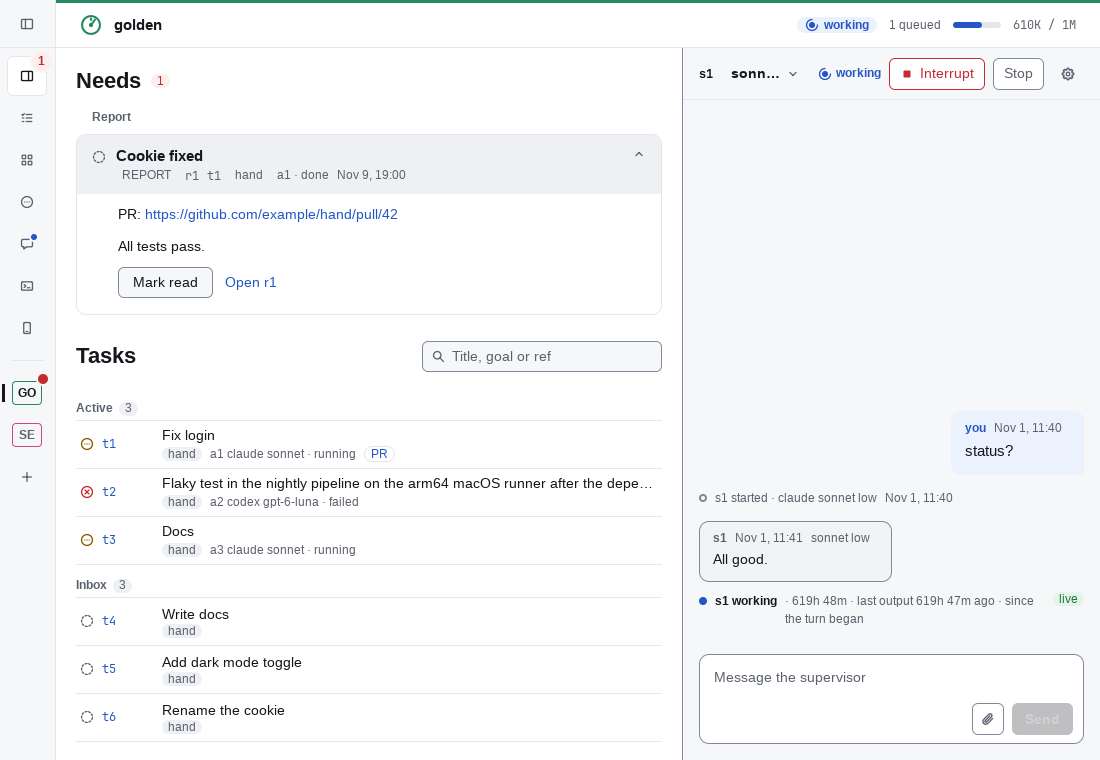 golden
working
1 queued
610K / 1M
1
GO
SE
Needs 1
Report
Cookie fixed
REPORT r1 t1 hand a1 · done Nov 9, 19:00
PR: https://github.com/example/hand/pull/42
All tests pass.
Mark read
Open r1
Tasks
Title, goal or ref
Active 3
t1 Fix login
hand a1 claude sonnet · running PR
t2 Flaky test in the nightly pipeline on the arm64 macOS runner after the depe…
hand a2 codex gpt-6-luna · failed
t3 Docs
hand a3 claude sonnet · running
Inbox 3
t4 Write docs
hand
t5 Add dark mode toggle
hand
t6 Rename the cookie
hand
s1 sonn… working Interrupt Stop
you Nov 1, 11:40
status?
s1 started · claude sonnet low Nov 1, 11:40
s1 Nov 1, 11:41 sonnet low
All good.
s1 working · 619h 48m · last output 619h 47m ago · since live
the turn began
Message the supervisor
Send